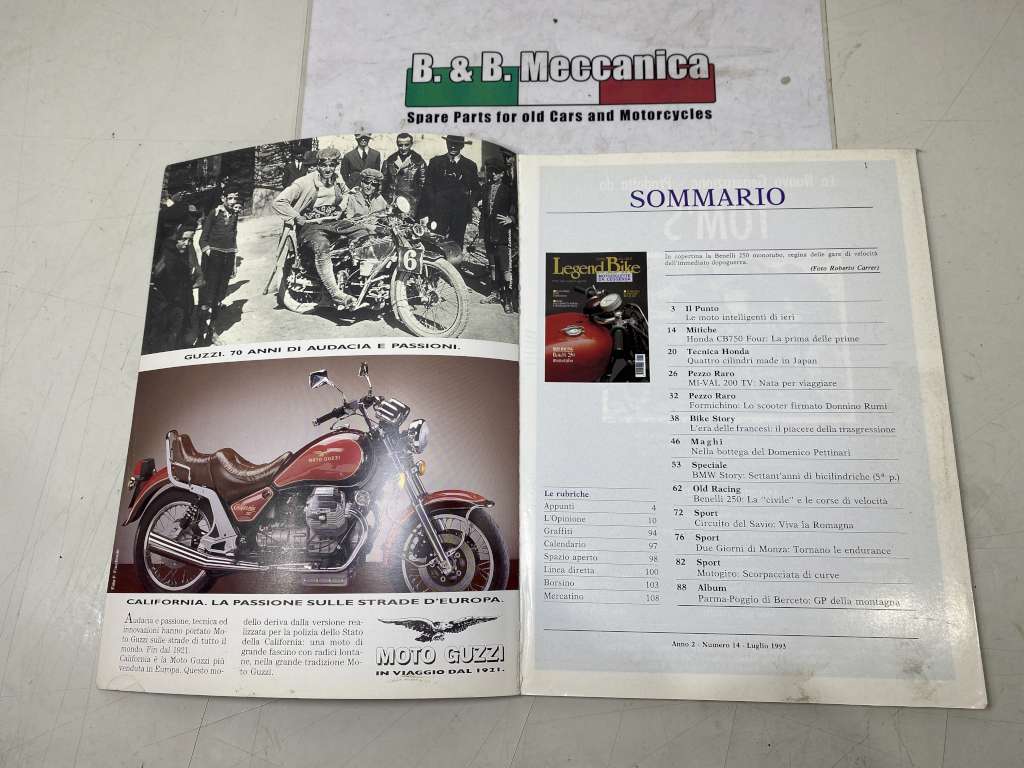 B. & B. Meccanica
Spare Parts for old Cars and Motorcycles
61
GUZZI. 70 ANNI DI AUDACIA E PASSIONI.
MOTO GUZZI
CALIFORNIA. LA PASSIONE SULLE STRADE D'EUROPA.
Audacia e passione, tecnica ed
innovazioni hanno portato Mo-
to Guzzi sulle strade di tutto il
mondo. Fin dal 1921.
California è la Moto Guzzi più
venduta in Europa. Questo mo-
dello deriva dalla versione rea-
lizzata per la polizia dello Stato
della California: una moto di
grande fascino con radici lonta-
ne, nella grande tradizione Mo-
to Guzzi.
MOTO GUZZI
IN VIAGGIO DAL 1921.
SOMMARIO
In copertina la Benelli 250 monotubo, regina delle gare di velocità
dell'immediato dopoguerra.
(Foto Roberto Carrer)
Legend Bike
3 Il Punto
Le moto intelligenti di ieri
14 Mitiche
Honda CB750 Four: La prima delle prime
20 Tecnica Honda
Quattro cilindri made in Japan
26 Pezzo Raro
MI-VAL 200 TV: Nata per viaggiare
32 Pezzo Raro
Formichino: Lo scooter firmato Donnino Rumi
38 Bike Story
L'era delle francesi: il piacere della trasgressione
46 Maghi
Nella bottega del Domenico Pettinari
53 Speciale
BMW Story: Settant'anni di bicilindriche (5ª p.)
62 Old Racing
Benelli 250: La "civile" e le corse di velocità
72 Sport
Circuito del Savio: Viva la Romagna
76 Sport
Due Giorni di Monza: Tornano le endurance
82 Sport
Motogiro: Scorpacciata di curve
88 Album
Parma-Poggio di Berceto: GP della montagna
Le rubriche
Appunti 4
L'Opinione 10
Graffiti 94
Calendario 97
Spazio aperto 98
Linea diretta 100
Borsino 103
Mercatino 108
Anno 2 - Numero 14 - Luglio 1993